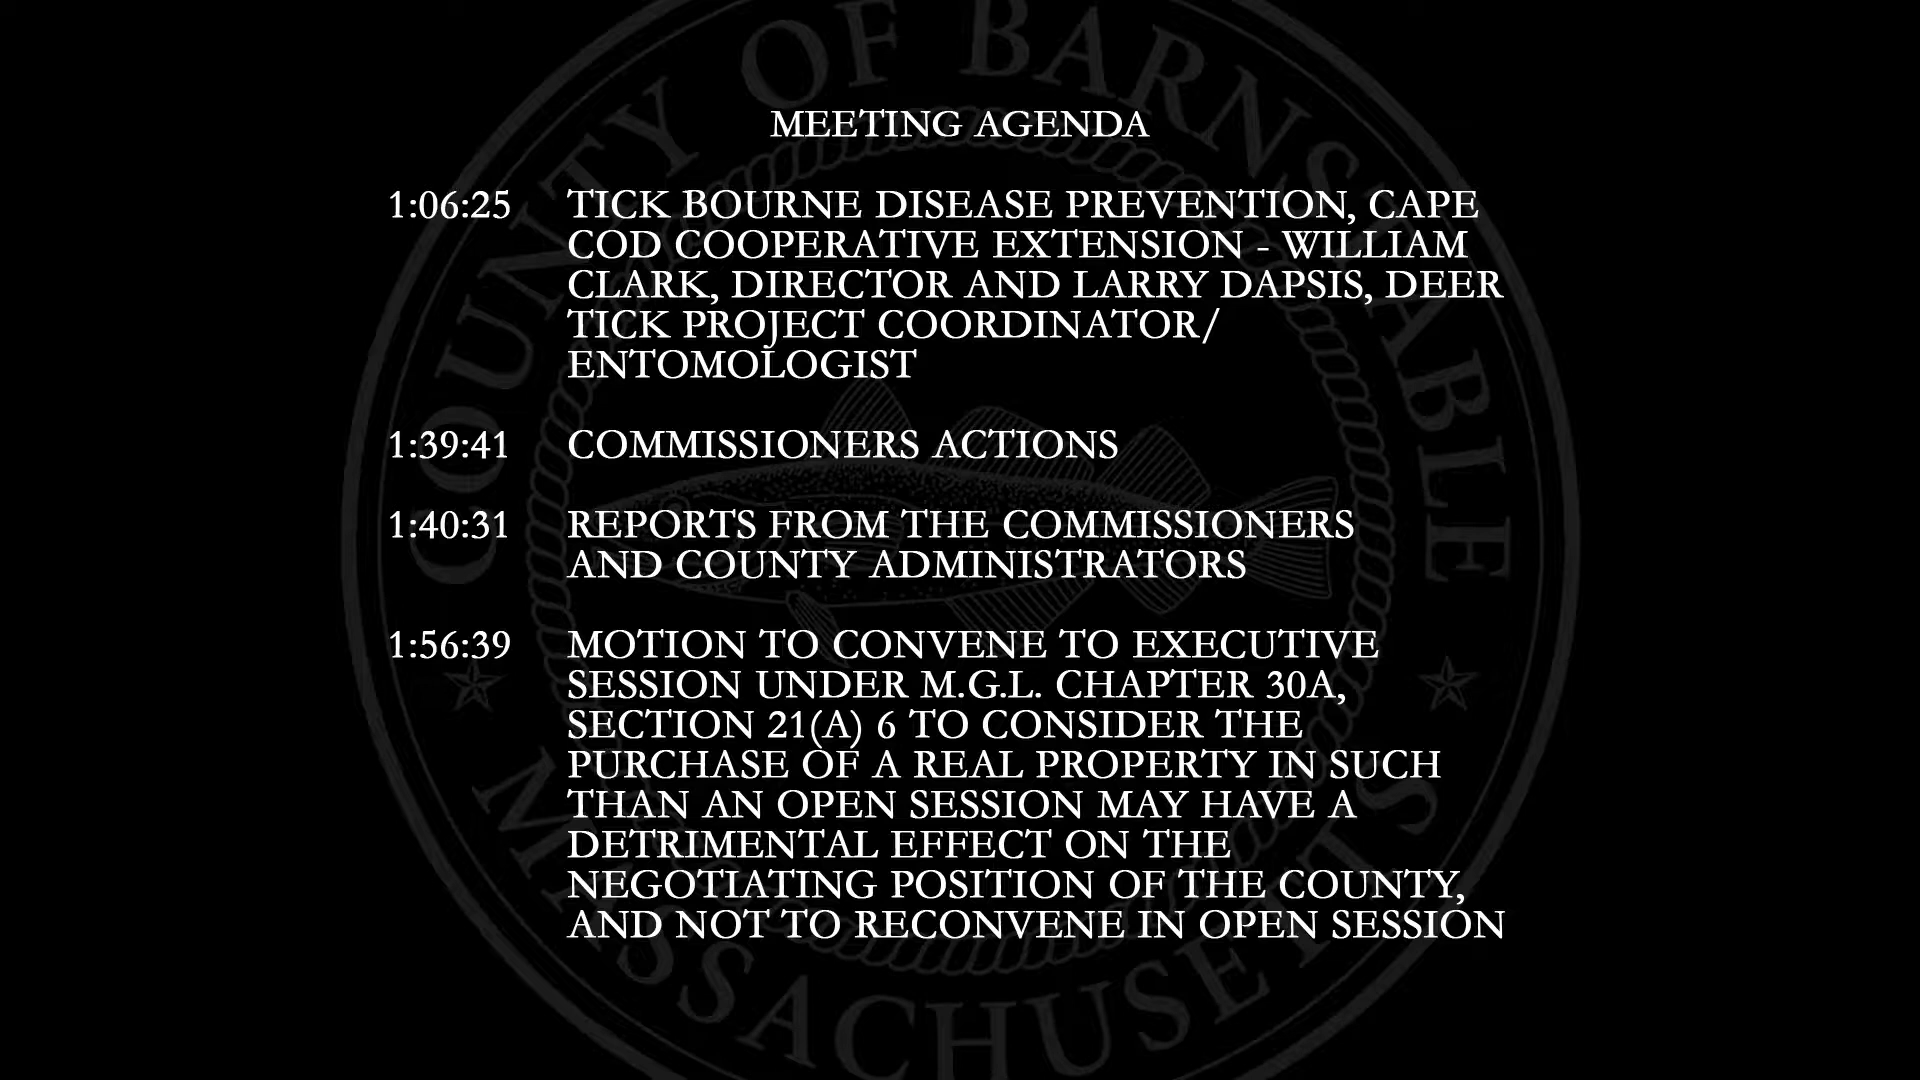 COUNTY OF BARNSTABLE
MEETING AGENDA
1:06:25 TICK BOURNE DISEASE PREVENTION, CAPE
COD COOPERATIVE EXTENSION - WILLIAM
CLARK, DIRECTOR AND LARRY DAPSIS, DEER
TICK PROJECT COORDINATOR/
ENTOMOLOGIST
1:39:41 COMMISSIONERS ACTIONS
1:40:31 REPORTS FROM THE COMMISSIONERS
AND COUNTY ADMINISTRATORS
1:56:39 MOTION TO CONVENE TO EXECUTIVE
SESSION UNDER M.G.L. CHAPTER 30A,
SECTION 21(A) 6 TO CONSIDER THE
PURCHASE OF A REAL PROPERTY IN SUCH
THAN AN OPEN SESSION MAY HAVE A
DETRIMENTAL EFFECT ON THE
NEGOTIATING POSITION OF THE COUNTY,
AND NOT TO RECONVENE IN OPEN SESSION
MASSACHUSETTS